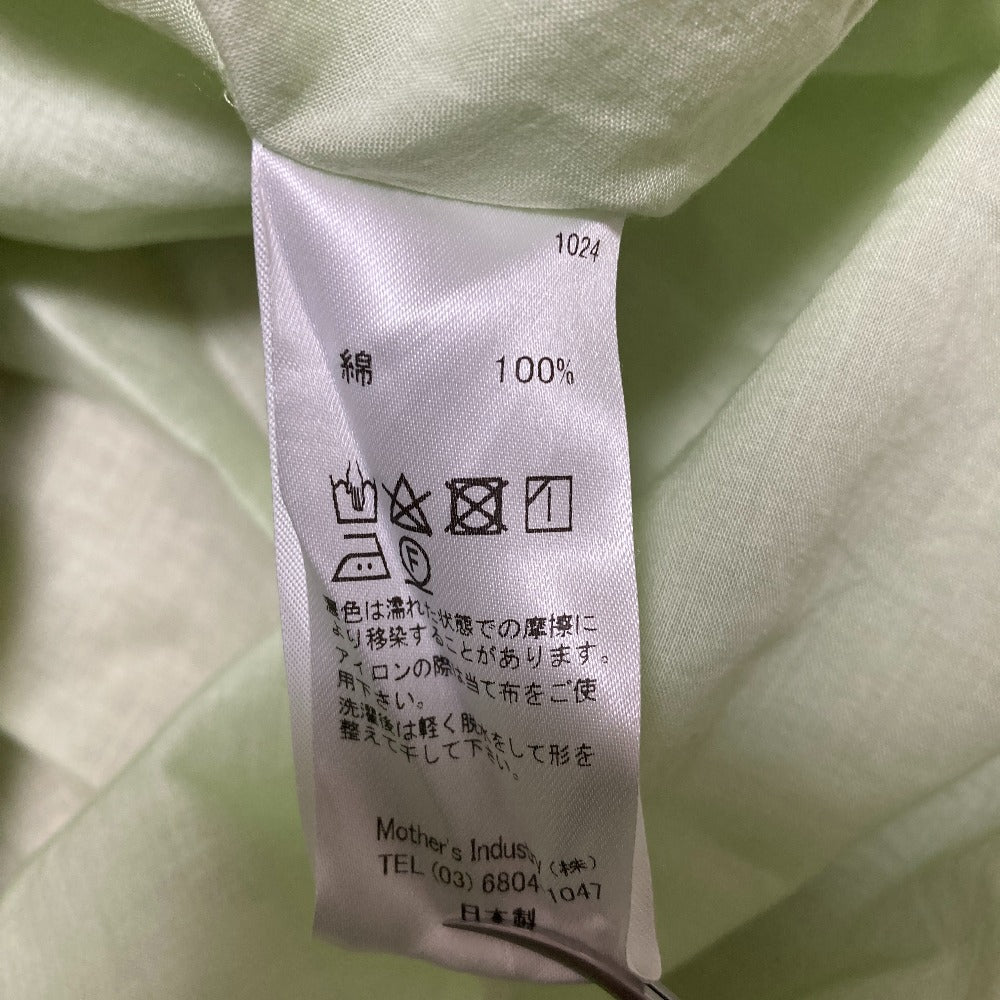 1024
綿 100%
F
濃色は濡れた状態での摩擦に
より移染することがあります。
アイロンの際は当て布をご使
用下さい。
洗濯後は軽く脱水をして形を
整えて干して下さい。
Mother's Industry (株)
TEL (03) 6804 1047
日本製